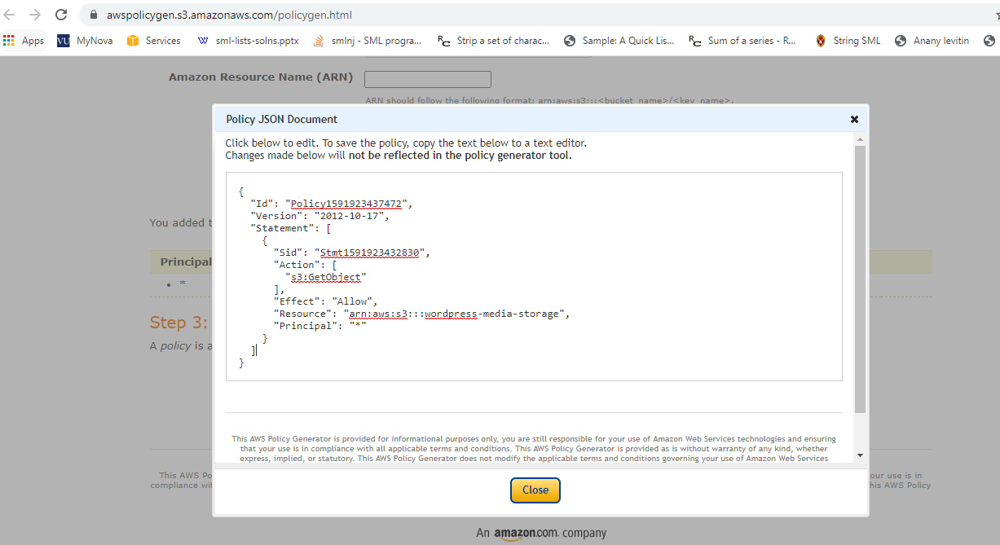 awspolicygen.s3.amazonaws.com/policygen.html
Apps VU MyNova Services sml-lists-solns.pptx smlnj - SML progra... Rc Strip a set of charac... Sample: A Quick Lis... Rc Sum of a series - R... String SML Anany levitin
Amazon Resource Name (ARN)
ARN should follow the following format: arn:aws:s3:::<bucket_name>/<key_name>.
Policy JSON Document
Click below to edit. To save the policy, copy the text below to a text editor.
Changes made below will not be reflected in the policy generator tool.
{
"Id": "Policy1591923437472",
"Version": "2012-10-17",
"Statement": [
{
"Sid": "Stmt1591923432830",
"Action": [
"s3:GetObject"
],
"Effect": "Allow",
"Resource": "arn:aws:s3:::wordpress-media-storage",
"Principal": "*"
}
]
}
You added
Principal
• *
Step 3:
A policy is a
This AWS Policy Generator is provided for informational purposes only, you are still responsible for your use of Amazon Web Services technologies and ensuring
that your use is in compliance with all applicable terms and conditions. This AWS Policy Generator is provided as is without warranty of any kind, whether
express, implied, or statutory. This AWS Policy Generator does not modify the applicable terms and conditions governing your use of Amazon Web Services
This AWS Po
our use is in
compliance wit
his AWS Policy
Close
An amazon.com. company